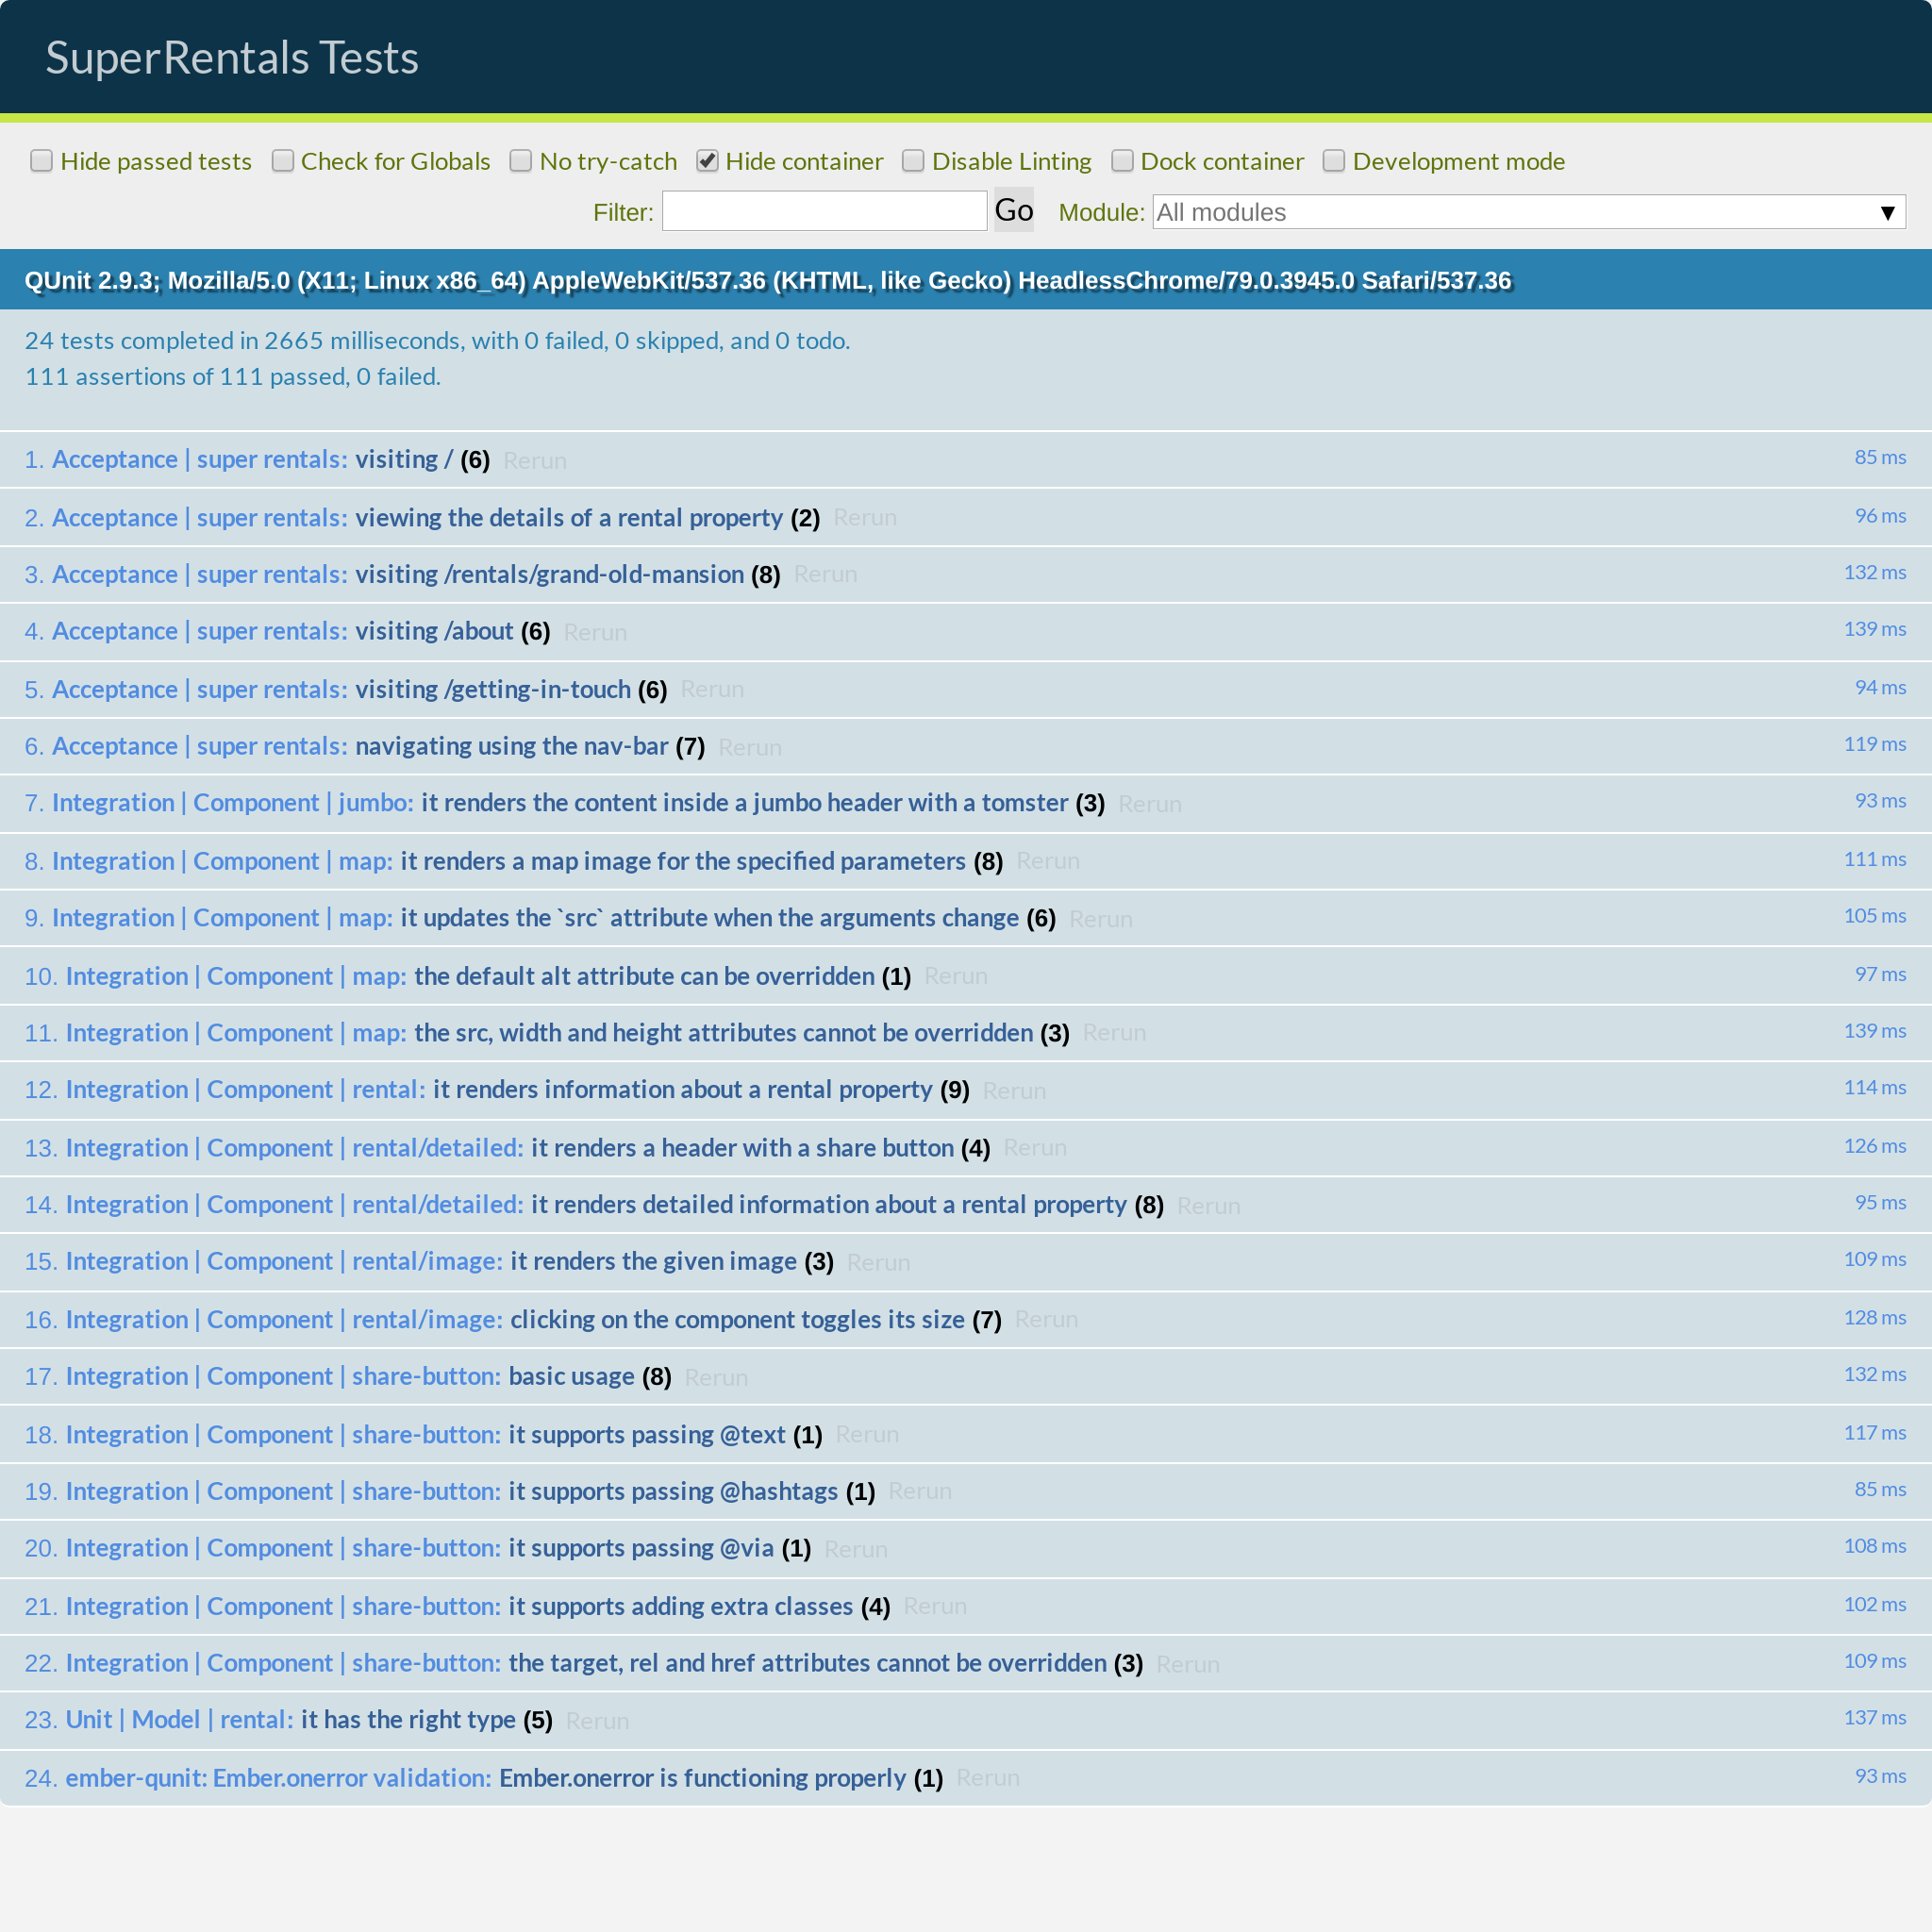 SuperRentals Tests
Hide passed tests Check for Globals No try-catch Hide container Disable Linting Dock container Development mode
Filter: Go Module: All modules ▼
QUnit 2.9.3; Mozilla/5.0 (X11; Linux x86_64) AppleWebKit/537.36 (KHTML, like Gecko) HeadlessChrome/79.0.3945.0 Safari/537.36
24 tests completed in 2665 milliseconds, with 0 failed, 0 skipped, and 0 todo.
111 assertions of 111 passed, 0 failed.
1. Acceptance | super rentals: visiting / (6) Rerun 85 ms
2. Acceptance | super rentals: viewing the details of a rental property (2) Rerun 96 ms
3. Acceptance | super rentals: visiting /rentals/grand-old-mansion (8) Rerun 132 ms
4. Acceptance | super rentals: visiting /about (6) Rerun 139 ms
5. Acceptance | super rentals: visiting /getting-in-touch (6) Rerun 94 ms
6. Acceptance | super rentals: navigating using the nav-bar (7) Rerun 119 ms
7. Integration | Component | jumbo: it renders the content inside a jumbo header with a tomster (3) Rerun 93 ms
8. Integration | Component | map: it renders a map image for the specified parameters (8) Rerun 111 ms
9. Integration | Component | map: it updates the `src` attribute when the arguments change (6) Rerun 105 ms
10. Integration | Component | map: the default alt attribute can be overridden (1) Rerun 97 ms
11. Integration | Component | map: the src, width and height attributes cannot be overridden (3) Rerun 139 ms
12. Integration | Component | rental: it renders information about a rental property (9) Rerun 114 ms
13. Integration | Component | rental/detailed: it renders a header with a share button (4) Rerun 126 ms
14. Integration | Component | rental/detailed: it renders detailed information about a rental property (8) Rerun 95 ms
15. Integration | Component | rental/image: it renders the given image (3) Rerun 109 ms
16. Integration | Component | rental/image: clicking on the component toggles its size (7) Rerun 128 ms
17. Integration | Component | share-button: basic usage (8) Rerun 132 ms
18. Integration | Component | share-button: it supports passing @text (1) Rerun 117 ms
19. Integration | Component | share-button: it supports passing @hashtags (1) Rerun 85 ms
20. Integration | Component | share-button: it supports passing @via (1) Rerun 108 ms
21. Integration | Component | share-button: it supports adding extra classes (4) Rerun 102 ms
22. Integration | Component | share-button: the target, rel and href attributes cannot be overridden (3) Rerun 109 ms
23. Unit | Model | rental: it has the right type (5) Rerun 137 ms
24. ember-qunit: Ember.onerror validation: Ember.onerror is functioning properly (1) Rerun 93 ms